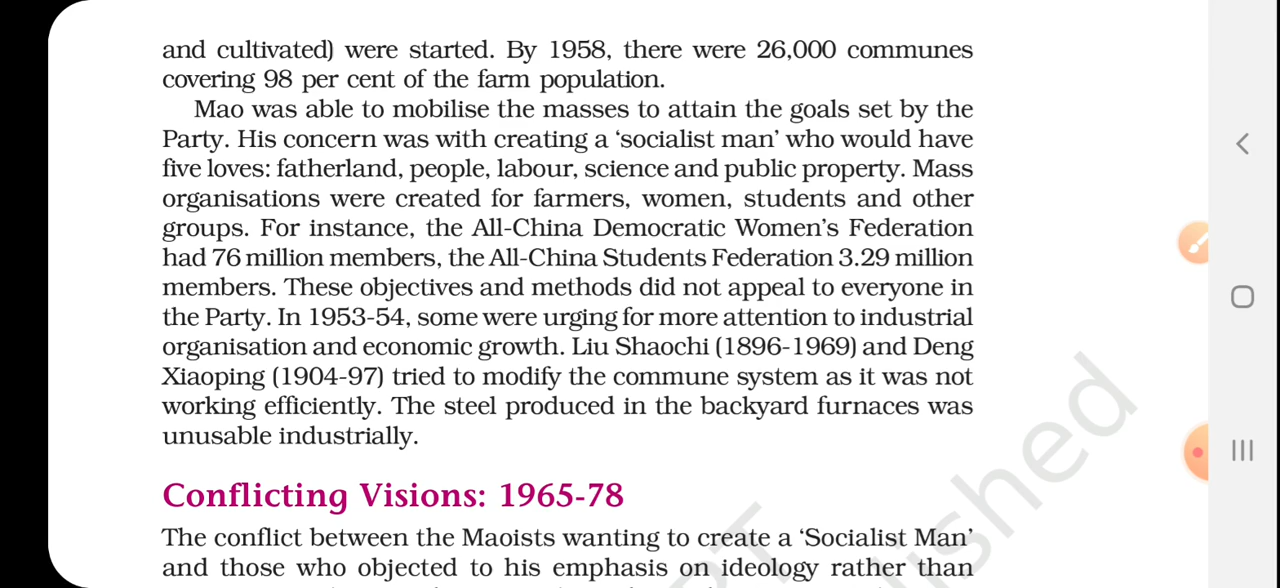 and cultivated) were started. By 1958, there were 26,000 communes
covering 98 per cent of the farm population.
Mao was able to mobilise the masses to attain the goals set by the
Party. His concern was with creating a ‘socialist man’ who would have
five loves: fatherland, people, labour, science and public property. Mass
organisations were created for farmers, women, students and other
groups. For instance, the All-China Democratic Women’s Federation
had 76 million members, the All-China Students Federation 3.29 million
members. These objectives and methods did not appeal to everyone in
the Party. In 1953-54, some were urging for more attention to industrial
organisation and economic growth. Liu Shaochi (1896-1969) and Deng
Xiaoping (1904-97) tried to modify the commune system as it was not
working efficiently. The steel produced in the backyard furnaces was
unusable industrially.
Conflicting Visions: 1965-78
The conflict between the Maoists wanting to create a ‘Socialist Man’
and those who objected to his emphasis on ideology rather than